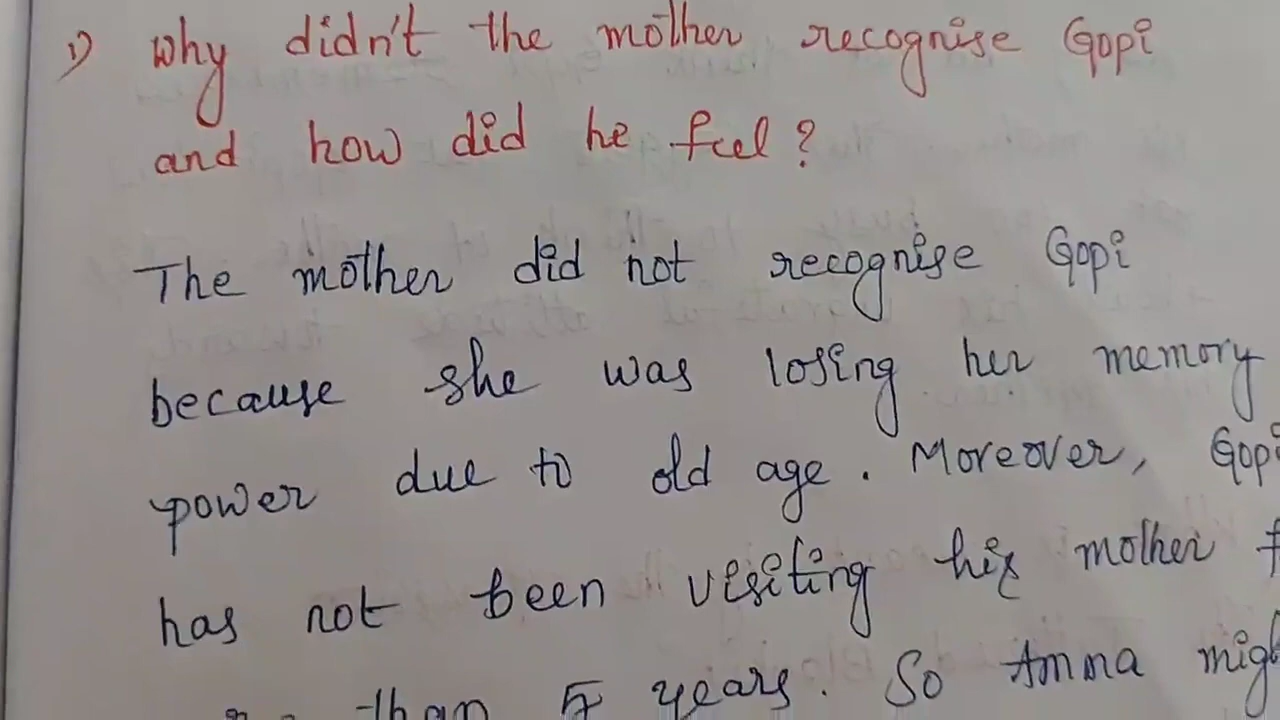 1) Why didn't the mother recognise Gopi
and how did he feel?
The mother did not recognise Gopi
because she was losing her memory
power due to old age. Moreover, Gopi
has not been visiting his mother
than 5 years. So Amma